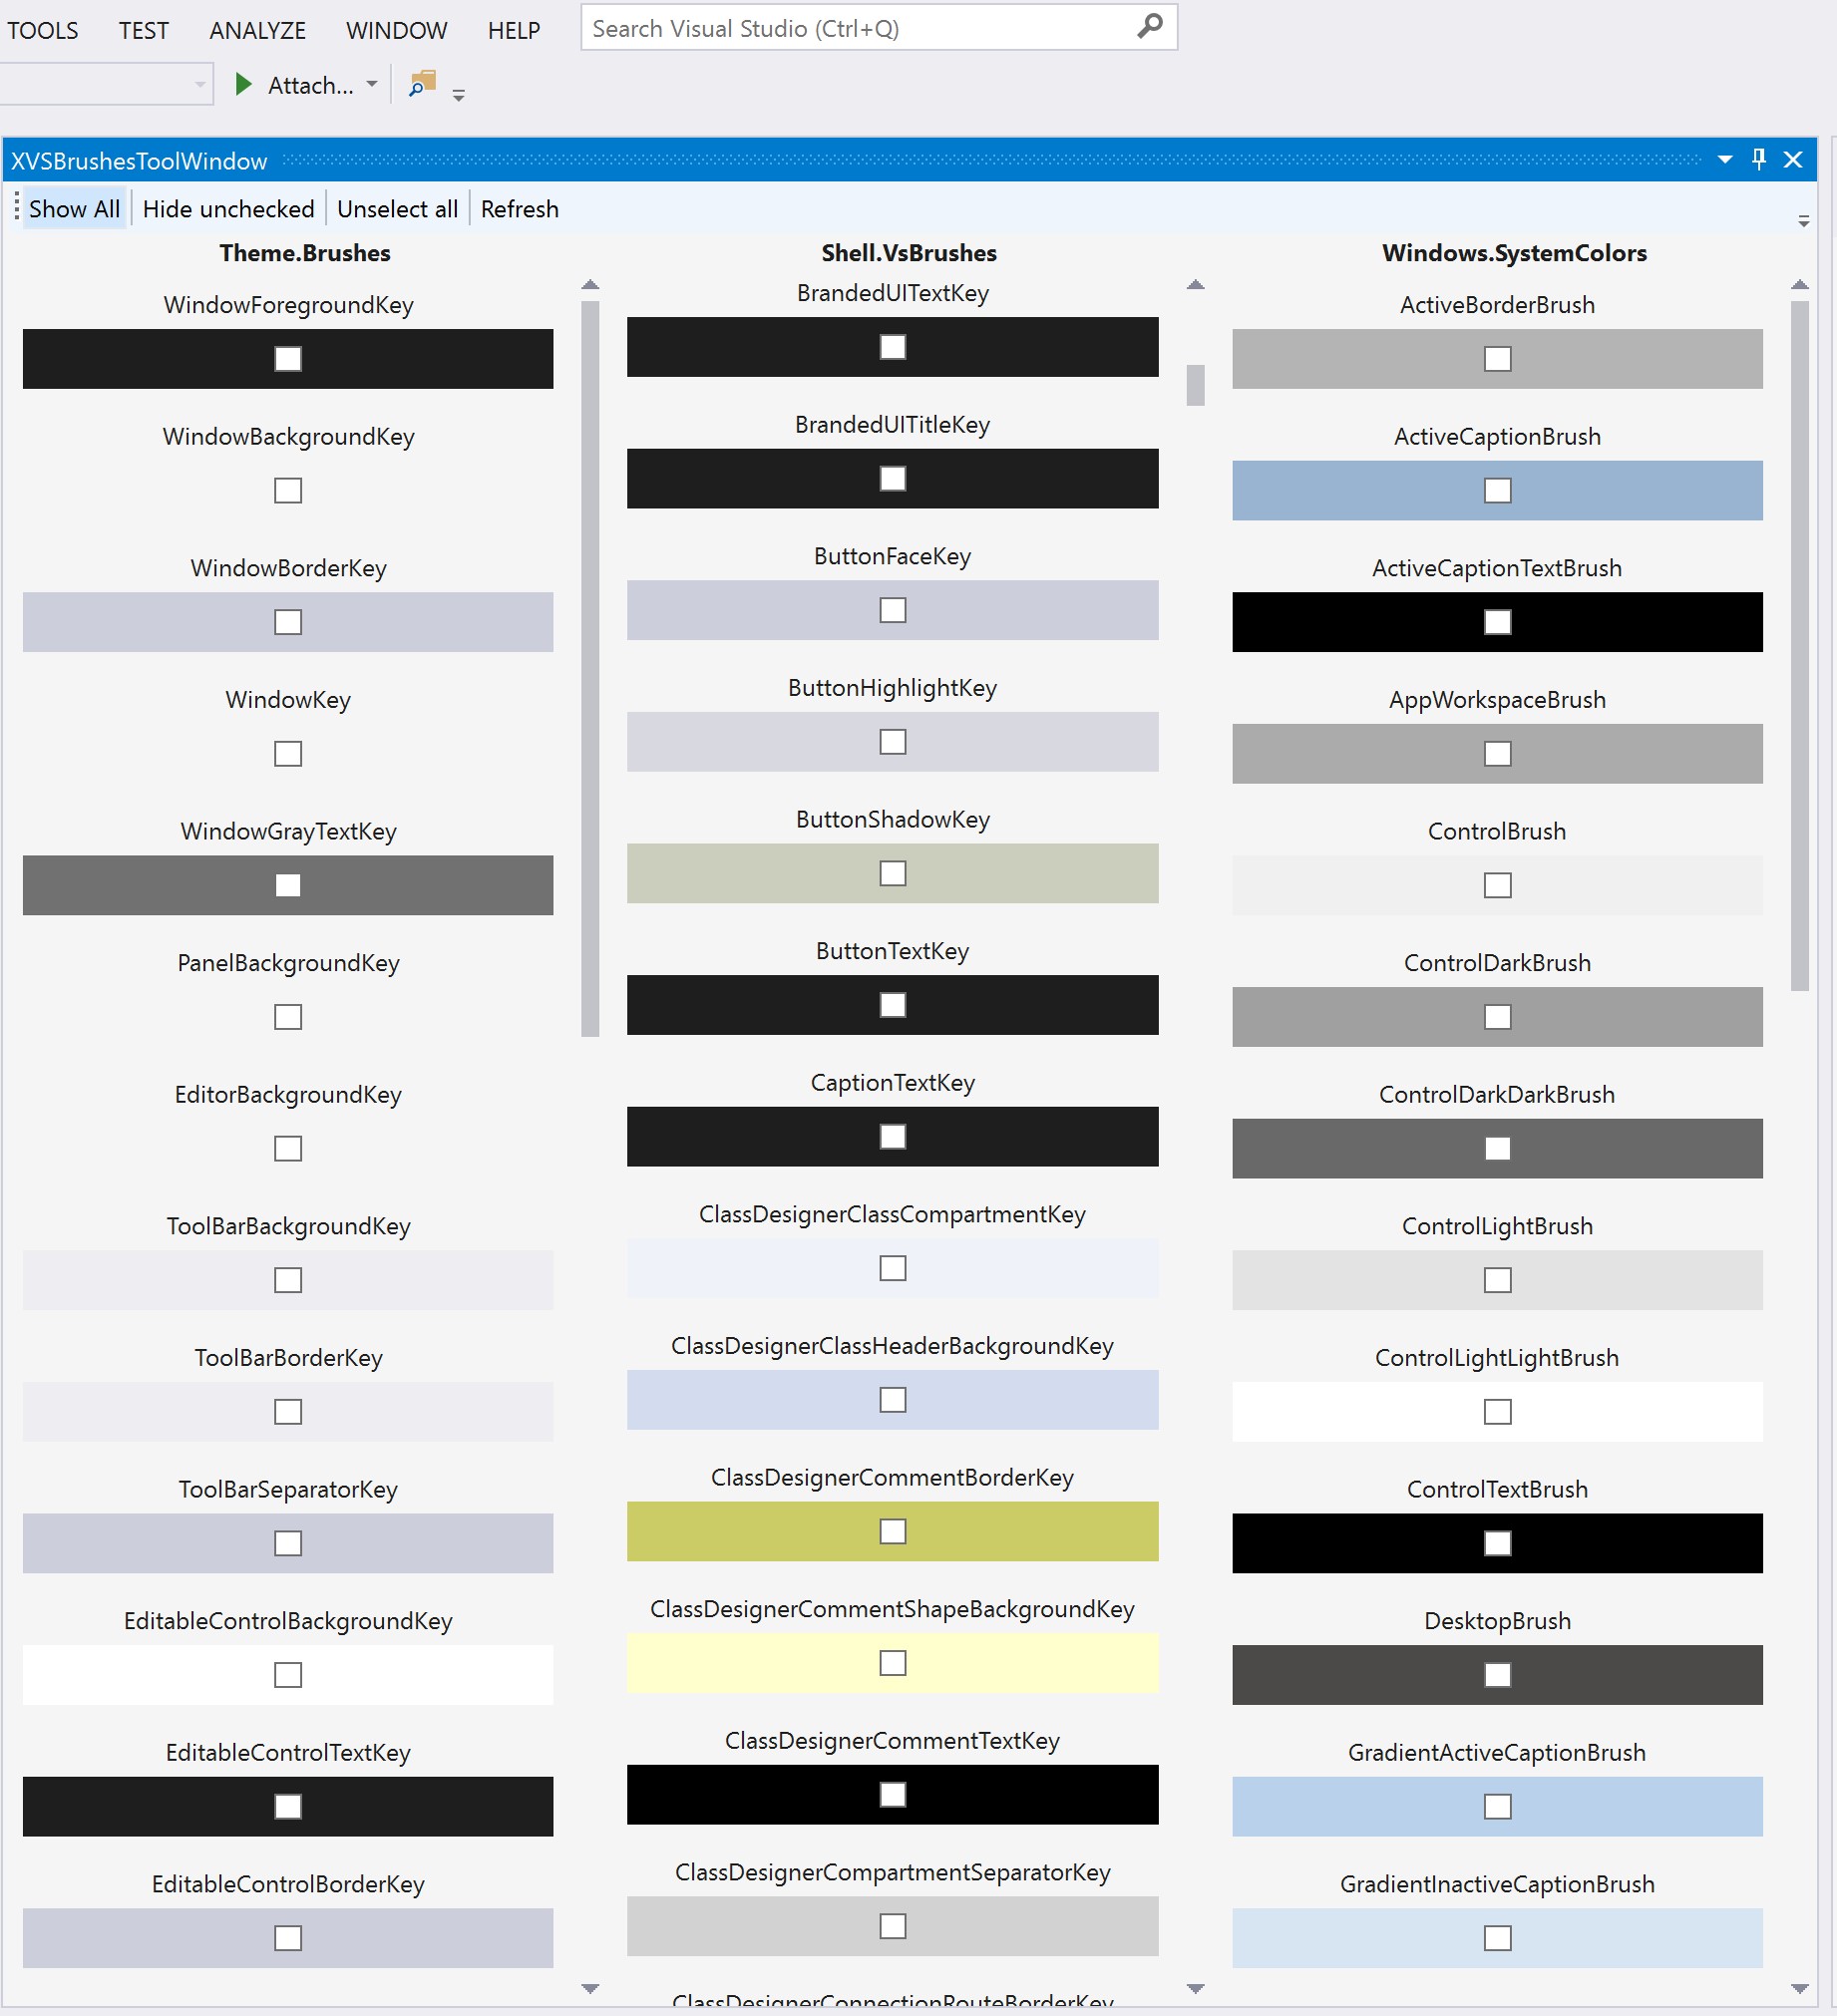 TOOLS TEST ANALYZE WINDOW HELP Search Visual Studio (Ctrl+Q)
Attach...
XVSBrushesToolWindow
Show All Hide unchecked Unselect all Refresh
Theme.Brushes
WindowForegroundKey
WindowBackgroundKey
WindowBorderKey
WindowKey
WindowGrayTextKey
PanelBackgroundKey
EditorBackgroundKey
ToolBarBackgroundKey
ToolBarBorderKey
ToolBarSeparatorKey
EditableControlBackgroundKey
EditableControlTextKey
EditableControlBorderKey
Shell.VsBrushes
BrandedUITextKey
BrandedUITitleKey
ButtonFaceKey
ButtonHighlightKey
ButtonShadowKey
ButtonTextKey
CaptionTextKey
ClassDesignerClassCompartmentKey
ClassDesignerClassHeaderBackgroundKey
ClassDesignerCommentBorderKey
ClassDesignerCommentShapeBackgroundKey
ClassDesignerCommentTextKey
ClassDesignerCompartmentSeparatorKey
ClassDesignerConnectionRouteBorderKey
Windows.SystemColors
ActiveBorderBrush
ActiveCaptionBrush
ActiveCaptionTextBrush
AppWorkspaceBrush
ControlBrush
ControlDarkBrush
ControlDarkDarkBrush
ControlLightBrush
ControlLightLightBrush
ControlTextBrush
DesktopBrush
GradientActiveCaptionBrush
GradientInactiveCaptionBrush